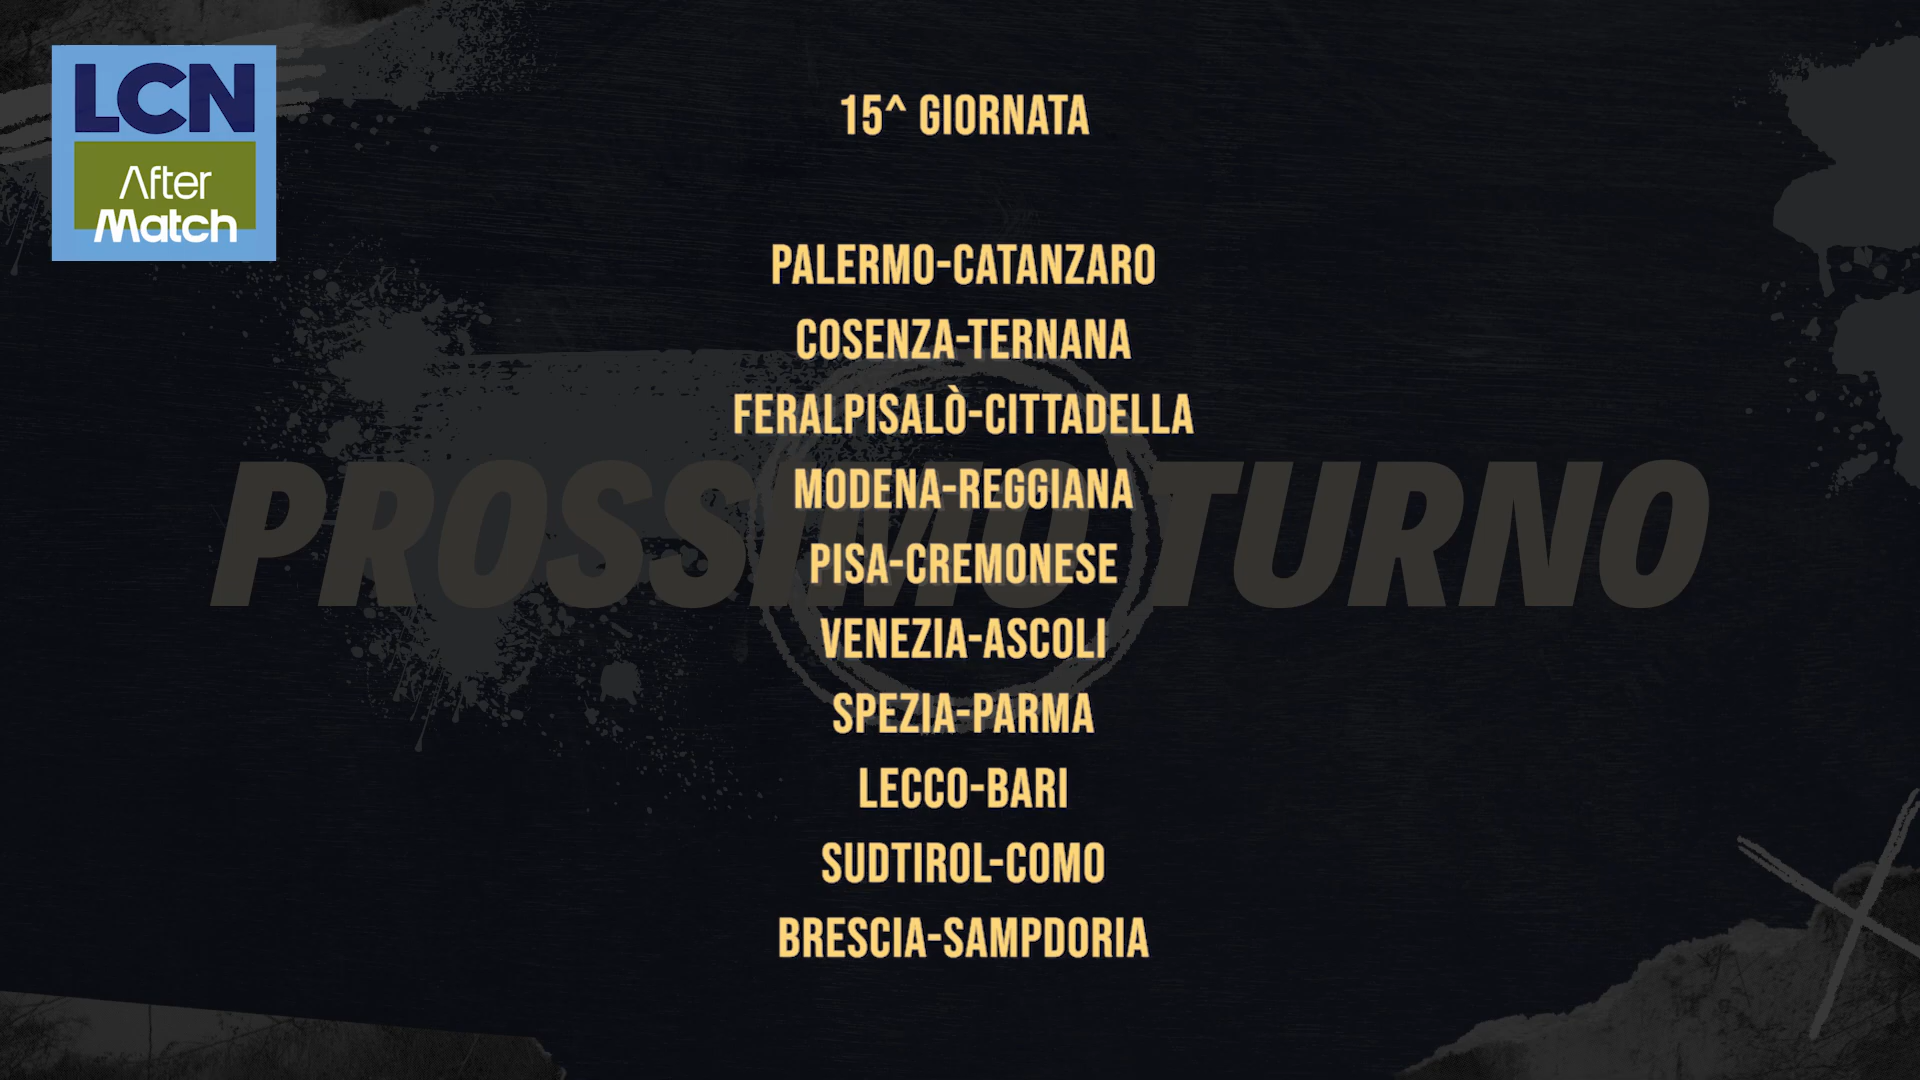 LCN
After
Match
15^ GIORNATA
PALERMO-CATANZARO
COSENZA-TERNANA
FERALPISALÒ-CITTADELLA
MODENA-REGGIANA
PROSSIMO TURNO
PISA-CREMONESE
VENEZIA-ASCOLI
SPEZIA-PARMA
LECCO-BARI
SUDTIROL-COMO
BRESCIA-SAMPDORIA